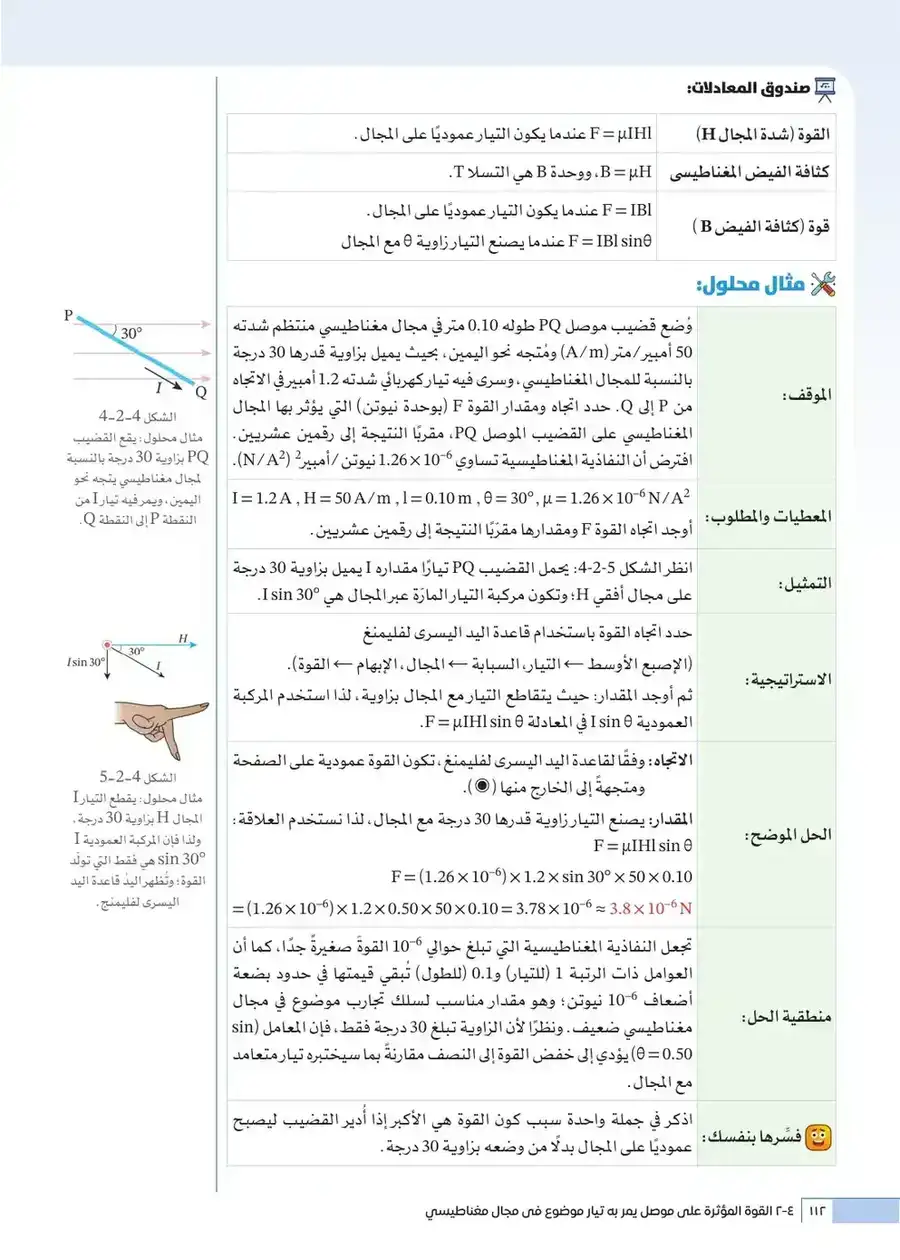 صندوق المعادلات:
القوة (شدة المجال H)
F = μIHl عندما يكون التيار عموديًا على المجال.
كثافة الفيض المغناطيسي
B = μH، ووحدة B هي التسلا T.
قوة (كثافة الفيض B)
F = IBl عندما يكون التيار عموديًا على المجال.
F = IBl sinθ عندما يصنع التيار زاوية θ مع المجال
مثال محلول:
الموقف:
وُضع قضيب موصل PQ طوله 0.10 متر في مجال مغناطيسي منتظم شدته
50 أمبير/متر (A/m) ومُتجه نحو اليمين، بحيث يميل بزاوية قدرها 30 درجة
بالنسبة للمجال المغناطيسي، وسرى فيه تيار كهربائي شدته 1.2 أمبير في الاتجاه
من P إلى Q. حدد اتجاه ومقدار القوة F (بوحدة نيوتن) التي يؤثر بها المجال
المغناطيسي على القضيب الموصل PQ، مقربًا النتيجة إلى رقمين عشريين.
افترض أن النفاذية المغناطيسية تساوي 1.26 × 10⁻⁶ نيوتن/أمبير² (N/A²).
المعطيات والمطلوب:
I = 1.2 A , H = 50 A/m , l = 0.10 m , θ = 30°, μ = 1.26 × 10⁻⁶ N/A²
أوجد اتجاه القوة F ومقدارها مقرّبًا النتيجة إلى رقمين عشريين.
التمثيل:
انظر الشكل 5-2-4: يحمل القضيب PQ تيارًا مقداره I يميل بزاوية 30 درجة
على مجال أفقي H؛ وتكون مركبة التيار المارّة عبر المجال هي I sin 30°.
الاستراتيجية:
حدد اتجاه القوة باستخدام قاعدة اليد اليسرى لفليمنغ
(الإصبع الأوسط ← التيار، السبابة ← المجال، الإبهام ← القوة).
ثم أوجد المقدار: حيث يتقاطع التيار مع المجال بزاوية، لذا استخدم المركبة
العمودية I sin θ في المعادلة F = μIHl sin θ.
الحل الموضح:
الاتجاه: وفقًا لقاعدة اليد اليسرى لفليمنغ، تكون القوة عمودية على الصفحة
ومتجهةً إلى الخارج منها (◉).
المقدار: يصنع التيار زاوية قدرها 30 درجة مع المجال، لذا نستخدم العلاقة:
F = μIHl sin θ
F = (1.26 × 10⁻⁶) × 1.2 × sin 30° × 50 × 0.10
= (1.26 × 10⁻⁶) × 1.2 × 0.50 × 50 × 0.10 = 3.78 × 10⁻⁶ ≈ 3.8 × 10⁻⁶ N
منطقية الحل:
تجعل النفاذية المغناطيسية التي تبلغ حوالي 10⁻⁶ القوةَ صغيرةً جدًا، كما أن
العوامل ذات الرتبة 1 (للتيار) و0.1 (للطول) تُبقي قيمتها في حدود بضعة
أضعاف 10⁻⁶ نيوتن؛ وهو مقدار مناسب لسلك تجارب موضوع في مجال
مغناطيسي ضعيف. ونظرًا لأن الزاوية تبلغ 30 درجة فقط، فإن المعامل (sin
θ = 0.50) يؤدي إلى خفض القوة إلى النصف مقارنةً بما سيختبره تيار متعامد
مع المجال.
فسِّرها بنفسك:
اذكر في جملة واحدة سبب كون القوة هي الأكبر إذا أُدير القضيب ليصبح
عموديًا على المجال بدلًا من وضعه بزاوية 30 درجة.
P
30°
I
Q
الشكل 4-2-4
مثال محلول: يقع القضيب
PQ بزاوية 30 درجة بالنسبة
لمجال مغناطيسي يتجه نحو
اليمين، ويمر فيه تيار I من
النقطة P إلى النقطة Q.
H
30°
I sin 30°
I
الشكل 4-2-5
مثال محلول: يقطع التيار I
المجال H بزاوية 30 درجة،
ولذا فإن المركبة العمودية I
sin 30° هي فقط التي تولّد
القوة؛ وتُظهر اليدُ قاعدة اليد
اليسرى لفليمنج.
١١٢ ٤-٢ القوة المؤثرة على موصل يمر به تيار موضوع في مجال مغناطيسي